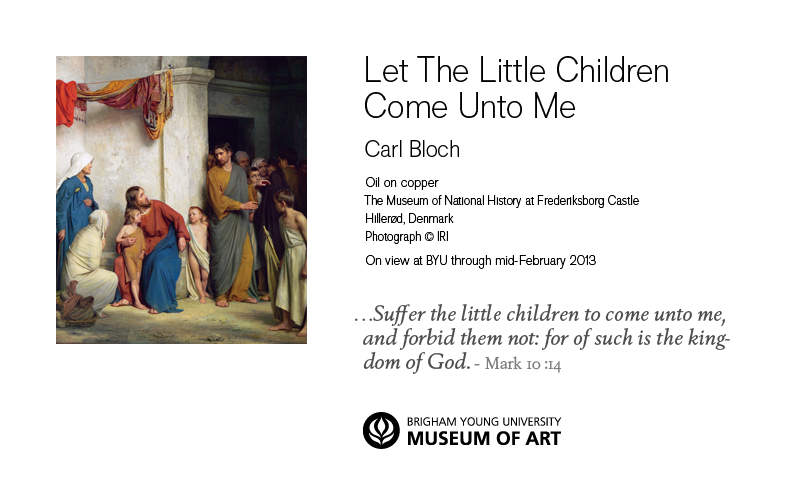 Let The Little Children
Come Unto Me
Carl Bloch
Oil on copper
The Museum of National History at Frederiksborg Castle
Hillerød, Denmark
Photograph © IRI
On view at BYU through mid-February 2013
…Suffer the little children to come unto me,
and forbid them not: for of such is the king-
dom of God. - Mark 10 :14
BRIGHAM YOUNG UNIVERSITY
MUSEUM OF ART